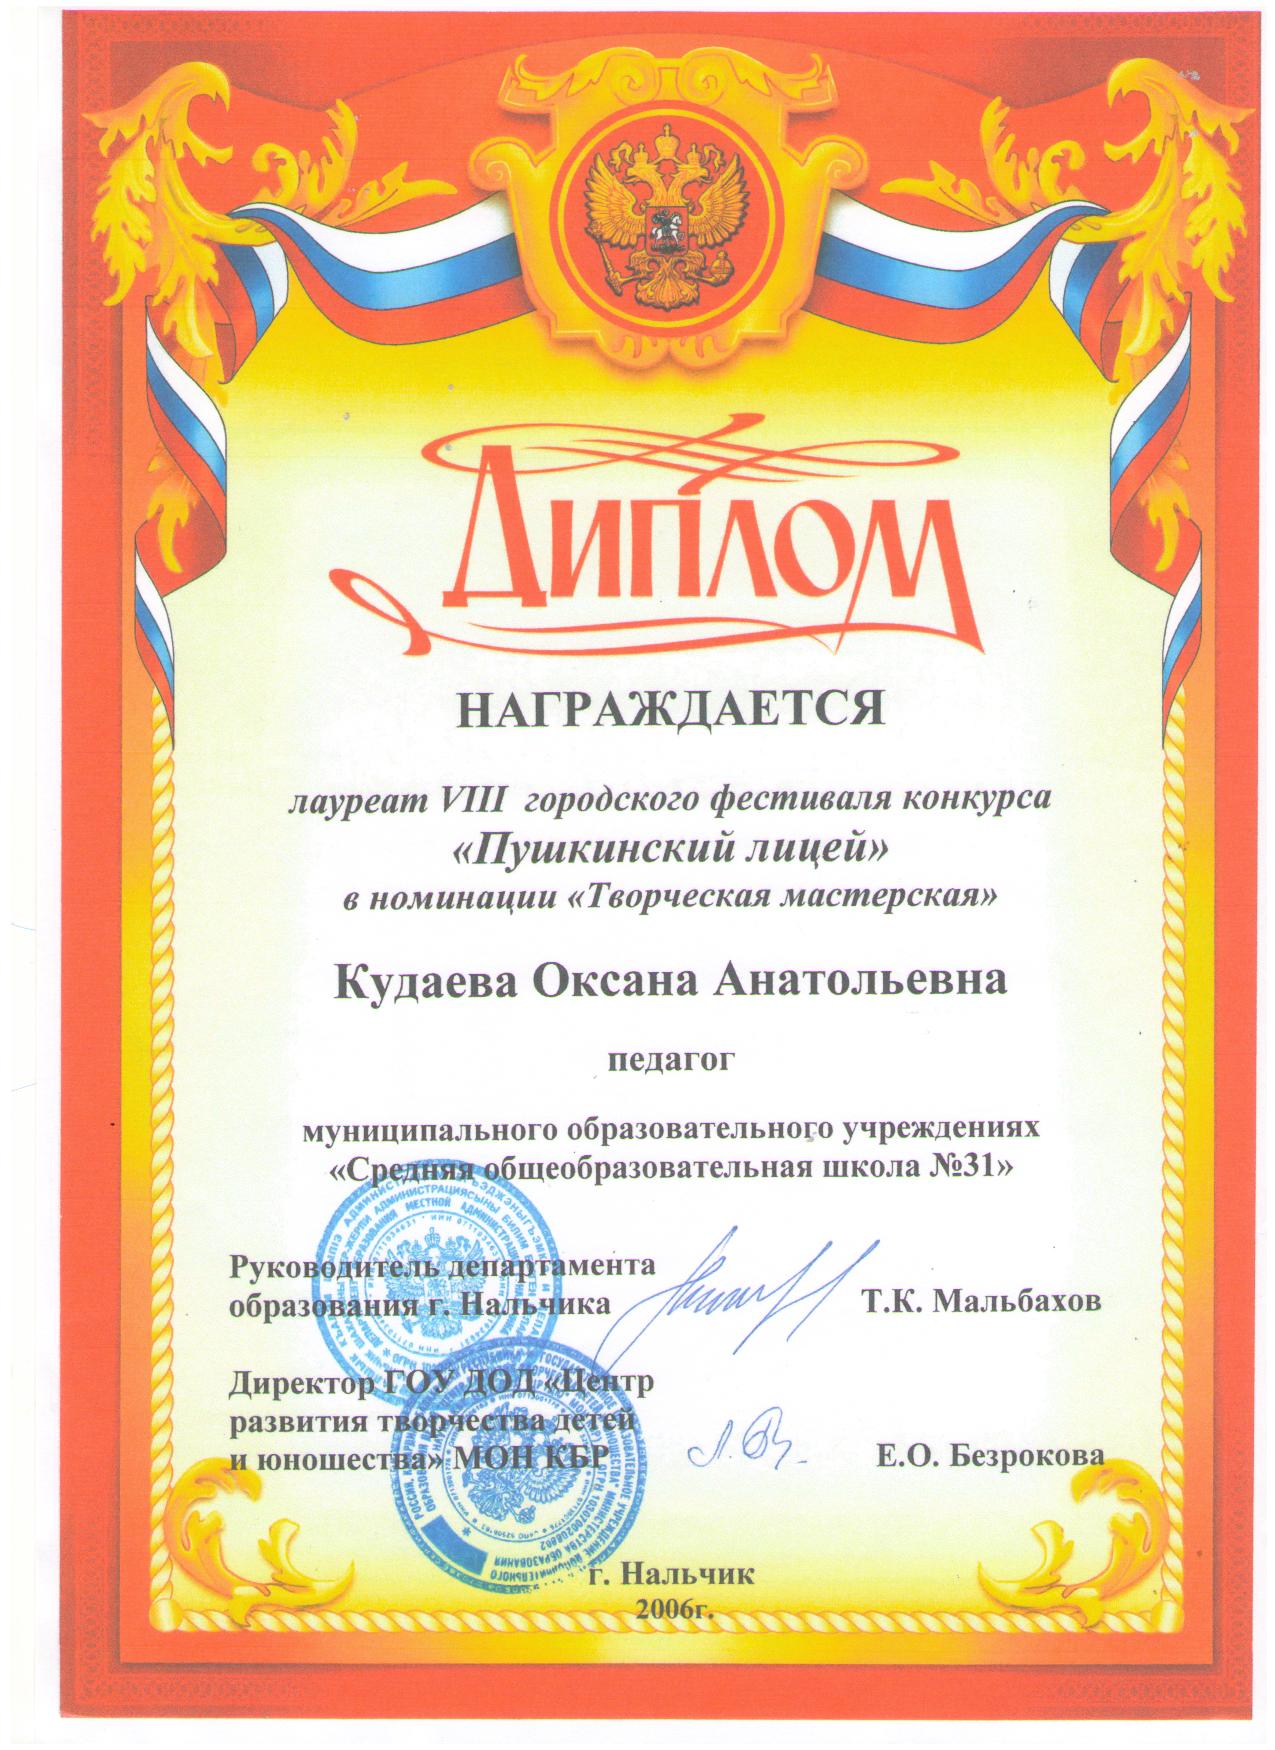 Диплом
НАГРАЖДАЕТСЯ
лауреат VIII городского фестиваля конкурса
«Пушкинский лицей»
в номинации «Творческая мастерская»
Кудаева Оксана Анатольевна
педагог
муниципального образовательного учреждениях
«Средняя общеобразовательная школа №31»
Руководитель департамента
образования г. Нальчика
Т.К. Мальбахов
Директор ГОУ ДОД «Центр
развития творчества детей
и юношества» МОН КБР
Е.О. Безрокова
г. Нальчик
2006г.